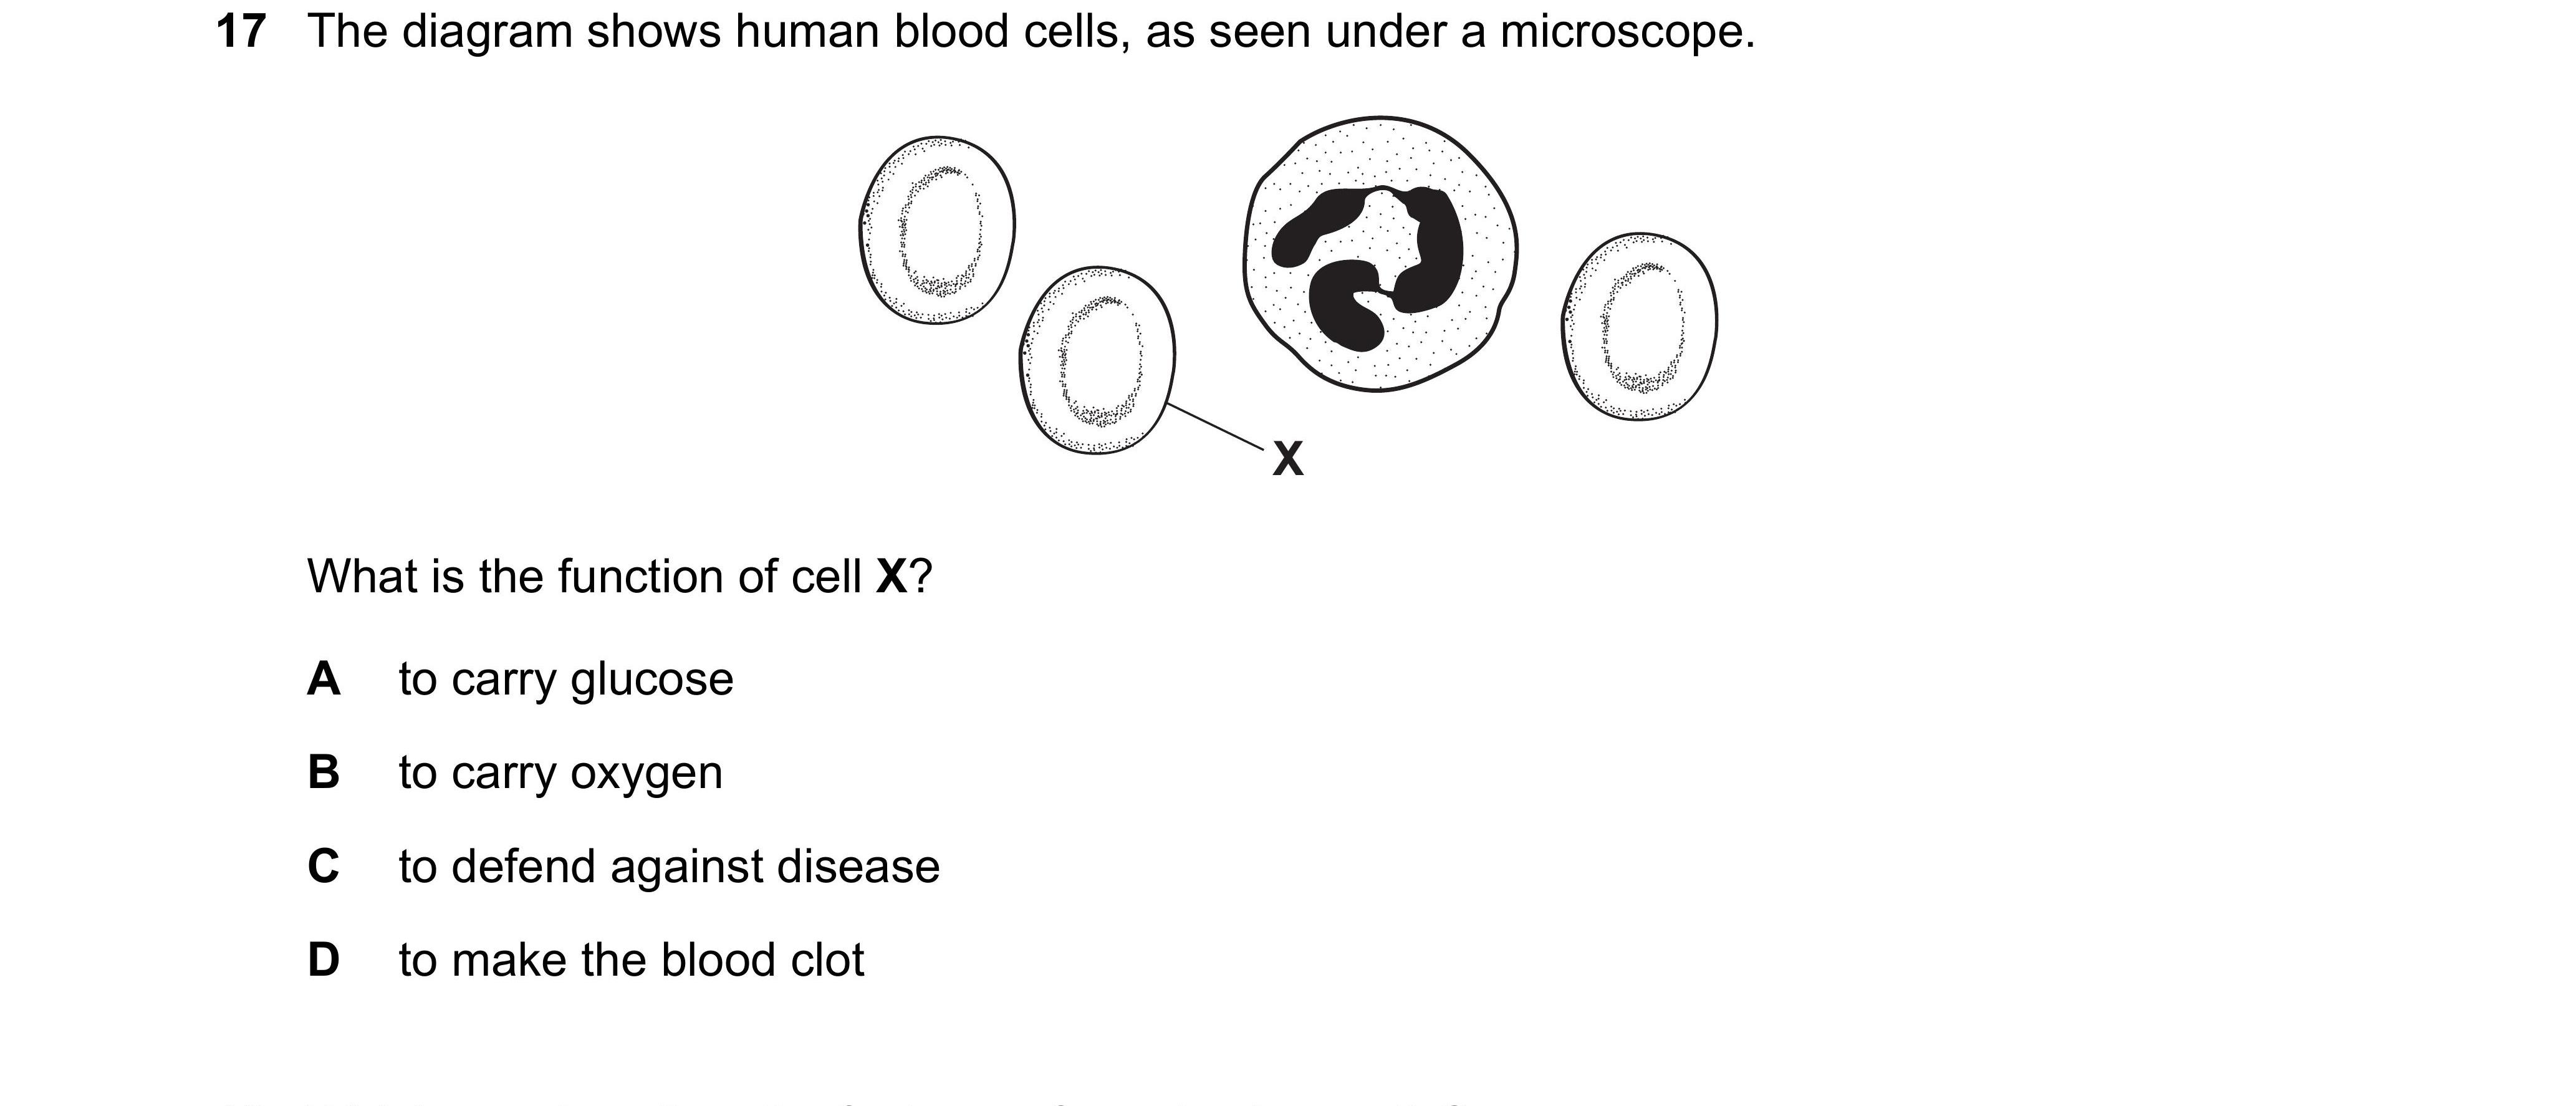 17 The diagram shows human blood cells, as seen under a microscope.
X
What is the function of cell X?
A to carry glucose
B to carry oxygen
C to defend against disease
D to make the blood clot